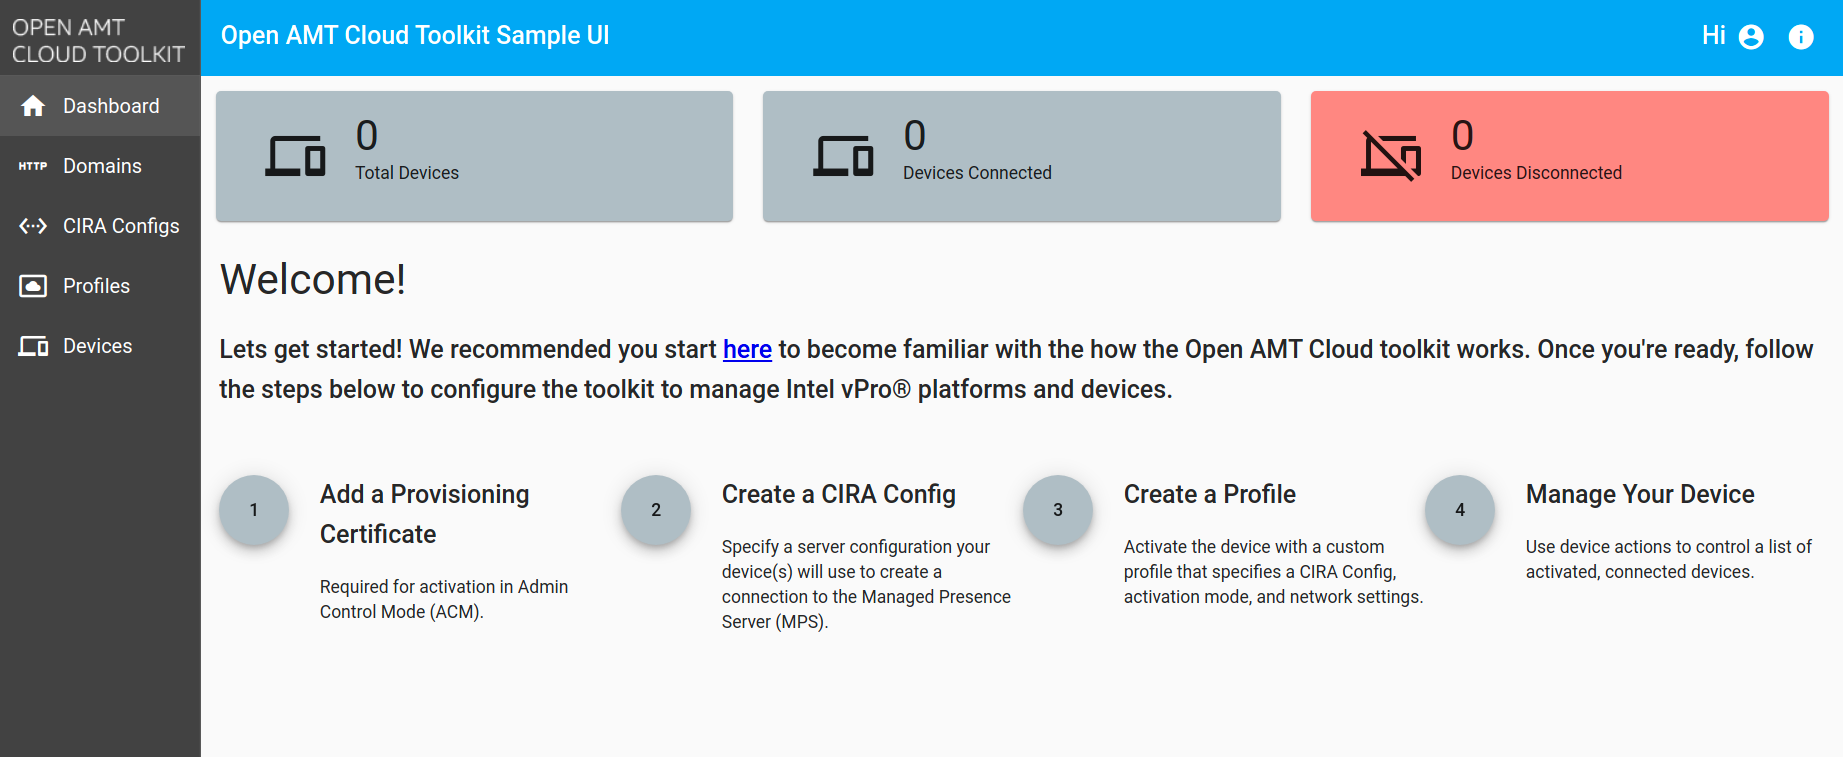 OPEN AMT
CLOUD TOOLKIT
Open AMT Cloud Toolkit Sample UI
Hi
Dashboard
HTTP Domains
CIRA Configs
Profiles
Devices
0
Total Devices
0
Devices Connected
0
Devices Disconnected
Welcome!
Lets get started! We recommended you start here to become familiar with the how the Open AMT Cloud toolkit works. Once you're ready, follow
the steps below to configure the toolkit to manage Intel vPro® platforms and devices.
1
Add a Provisioning
Certificate
Required for activation in Admin
Control Mode (ACM).
2
Create a CIRA Config
Specify a server configuration your
device(s) will use to create a
connection to the Managed Presence
Server (MPS).
3
Create a Profile
Activate the device with a custom
profile that specifies a CIRA Config,
activation mode, and network settings.
4
Manage Your Device
Use device actions to control a list of
activated, connected devices.